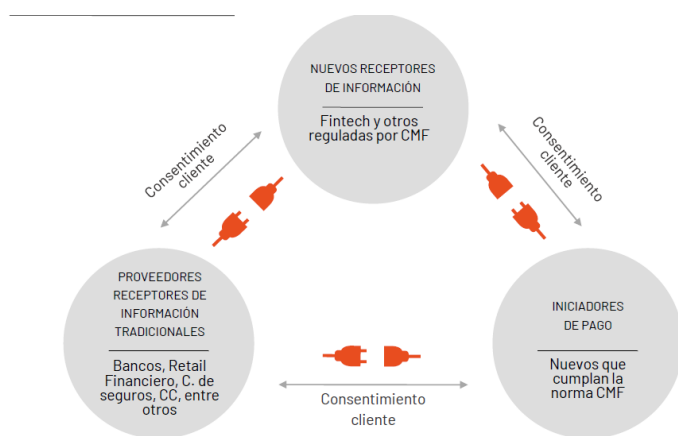 NUEVOS RECEPTORES
DE INFORMACIÓN
Fintech y otros
reguladas por CMF
Consentimiento
cliente
Consentimiento
cliente
PROVEEDORES
RECEPTORES DE
INFORMACIÓN
TRADICIONALES
Bancos, Retail
Financiero, C. de
seguros, CC, entre
otros
INICIADORES
DE PAGO
Nuevos que
cumplan la
norma CMF
Consentimiento
cliente